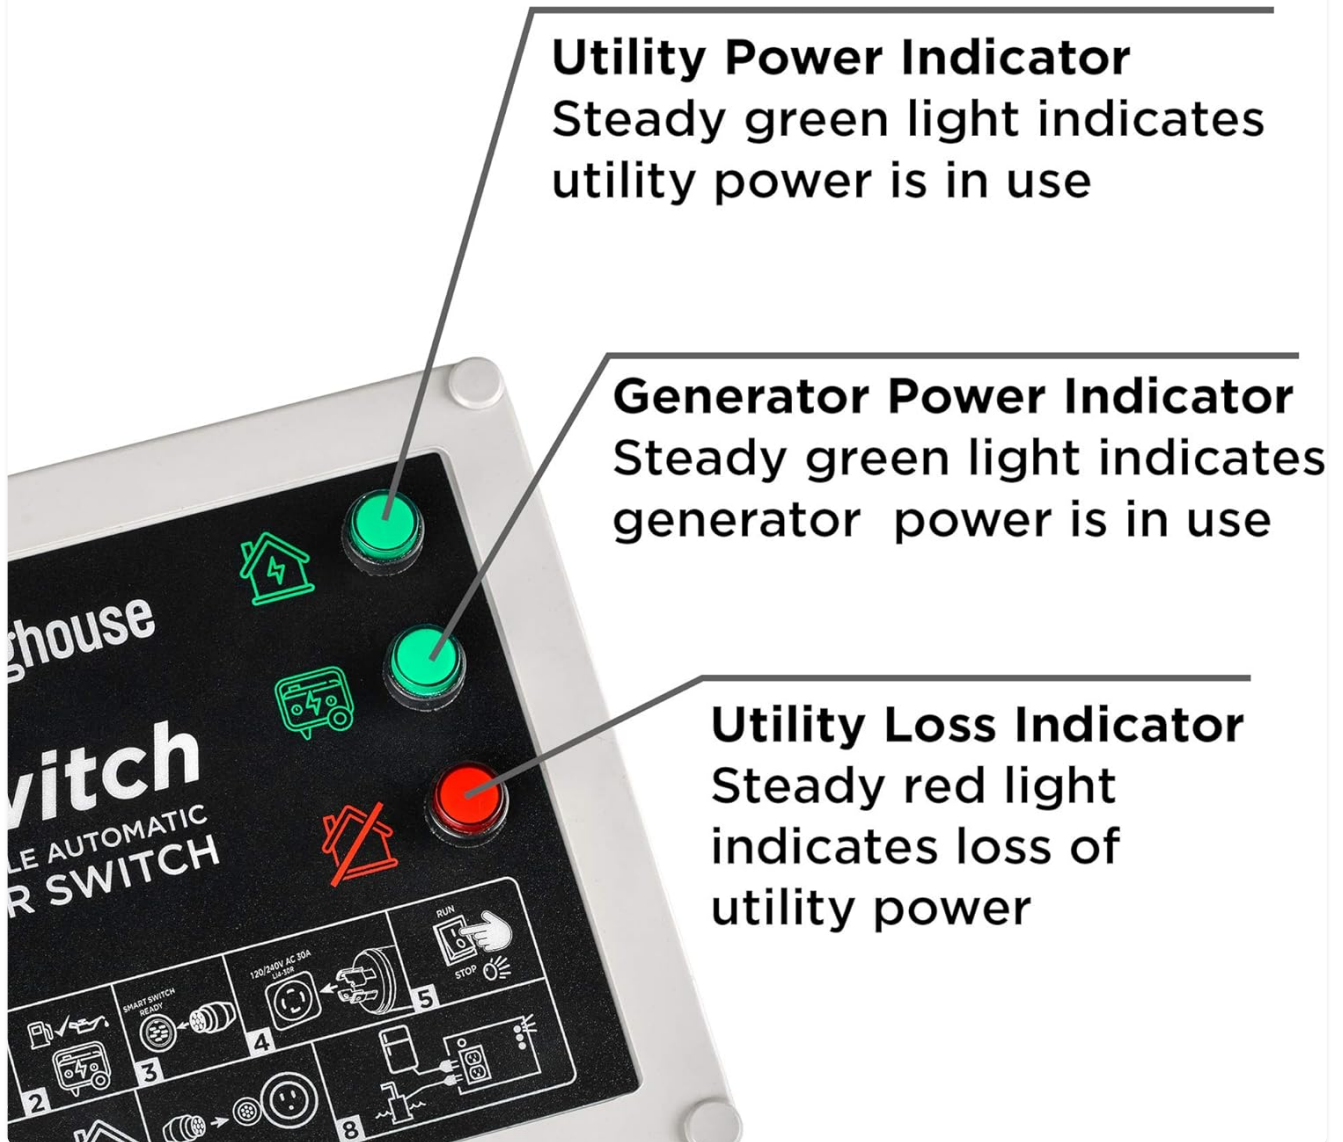 Utility Power Indicator
Steady green light indicates
utility power is in use
Generator Power Indicator
Steady green light indicates
generator power is in use
Utility Loss Indicator
Steady red light
indicates loss of
utility power
ghouse
itch
LE AUTOMATIC
R SWITCH
RUN
STOP
5
120/240V AC 30A
L14-30R
4
SMART SWITCH
READY
3
2
8